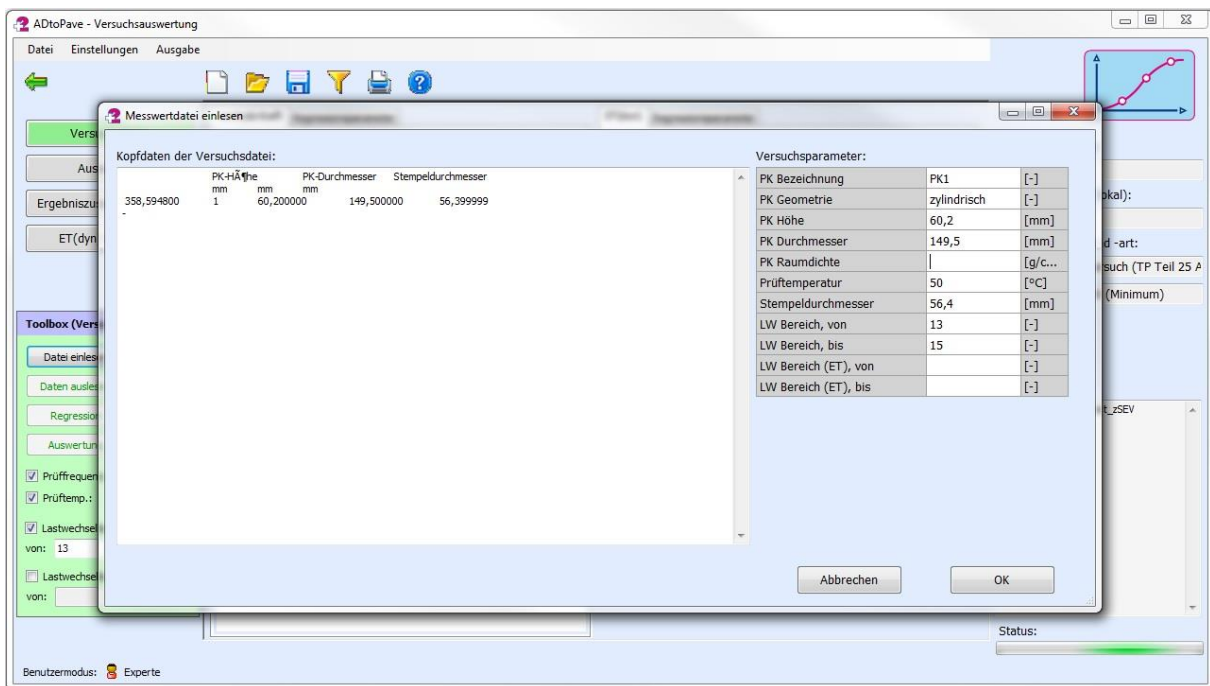 ADtoPave - Versuchsauswertung
Datei Einstellungen Ausgabe
Messwertdatei einlesen
Vers
Aus
Ergebniszu
ET(dyn
Toolbox (Vers
Datei einles
Daten ausles
Regression
Auswertun
Prüffrequen
Prüftemp.:
Lastwechsel
von: 13
Lastwechsel
von:
Kopfdaten der Versuchsdatei:
PK-Höhe PK-Durchmesser Stempeldurchmesser
mm mm mm
358,594800 1 60,200000 149,500000 56,399999
-
Versuchsparameter:
PK Bezeichnung PK1 [-]
PK Geometrie zylindrisch [-]
PK Höhe 60,2 [mm]
PK Durchmesser 149,5 [mm]
PK Raumdichte [g/c...
Prüftemperatur 50 [°C]
Stempeldurchmesser 56,4 [mm]
LW Bereich, von 13 [-]
LW Bereich, bis 15 [-]
LW Bereich (ET), von [-]
LW Bereich (ET), bis [-]
Abbrechen OK
okal):
d -art:
such (TP Teil 25 A
(Minimum)
t_zSEV
Status:
Benutzermodus: Experte